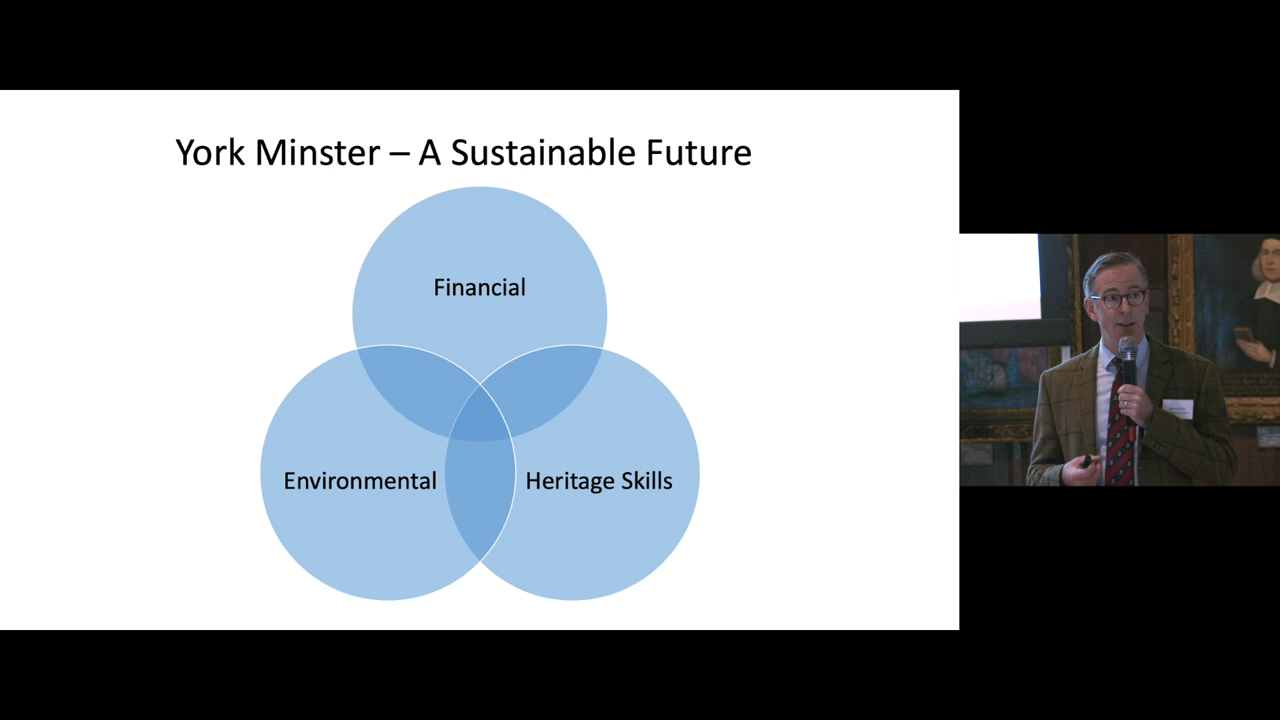 York Minster – A Sustainable Future
Financial
Environmental
Heritage Skills